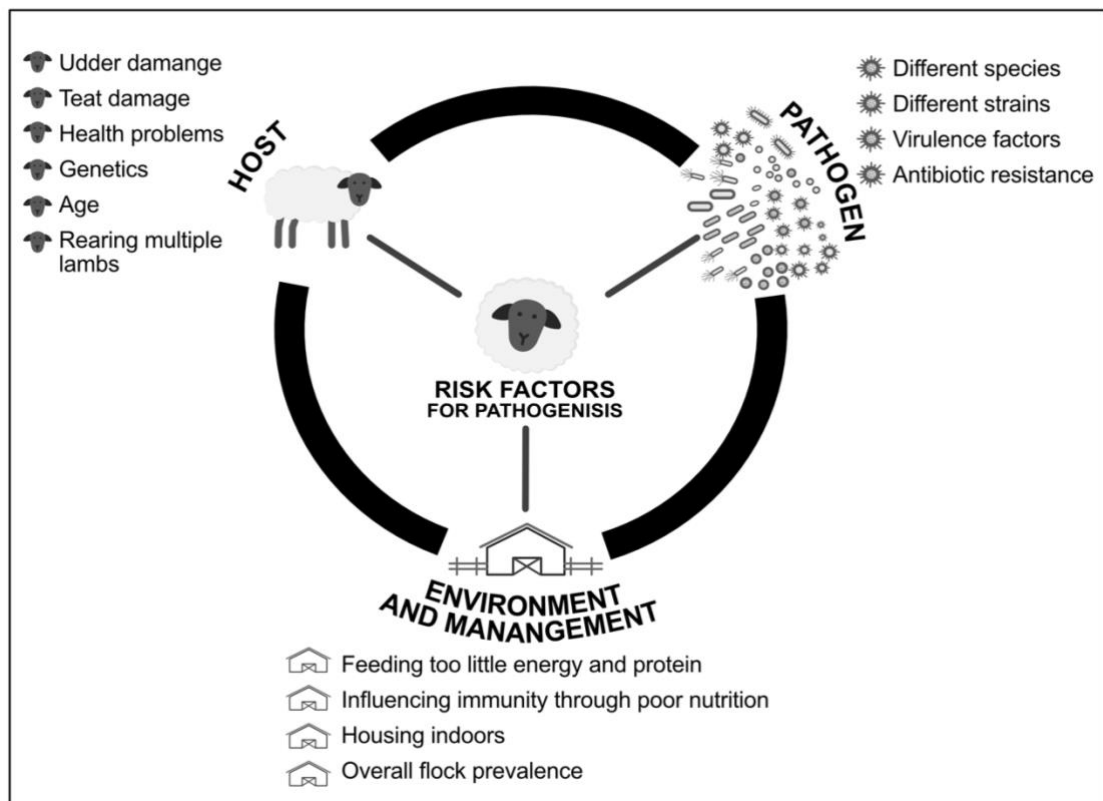 HOST
Udder damange
Teat damage
Health problems
Genetics
Age
Rearing multiple
lambs
PATHOGEN
Different species
Different strains
Virulence factors
Antibiotic resistance
RISK FACTORS
FOR PATHOGENISIS
ENVIRONMENT
AND MANANGEMENT
Feeding too little energy and protein
Influencing immunity through poor nutrition
Housing indoors
Overall flock prevalence